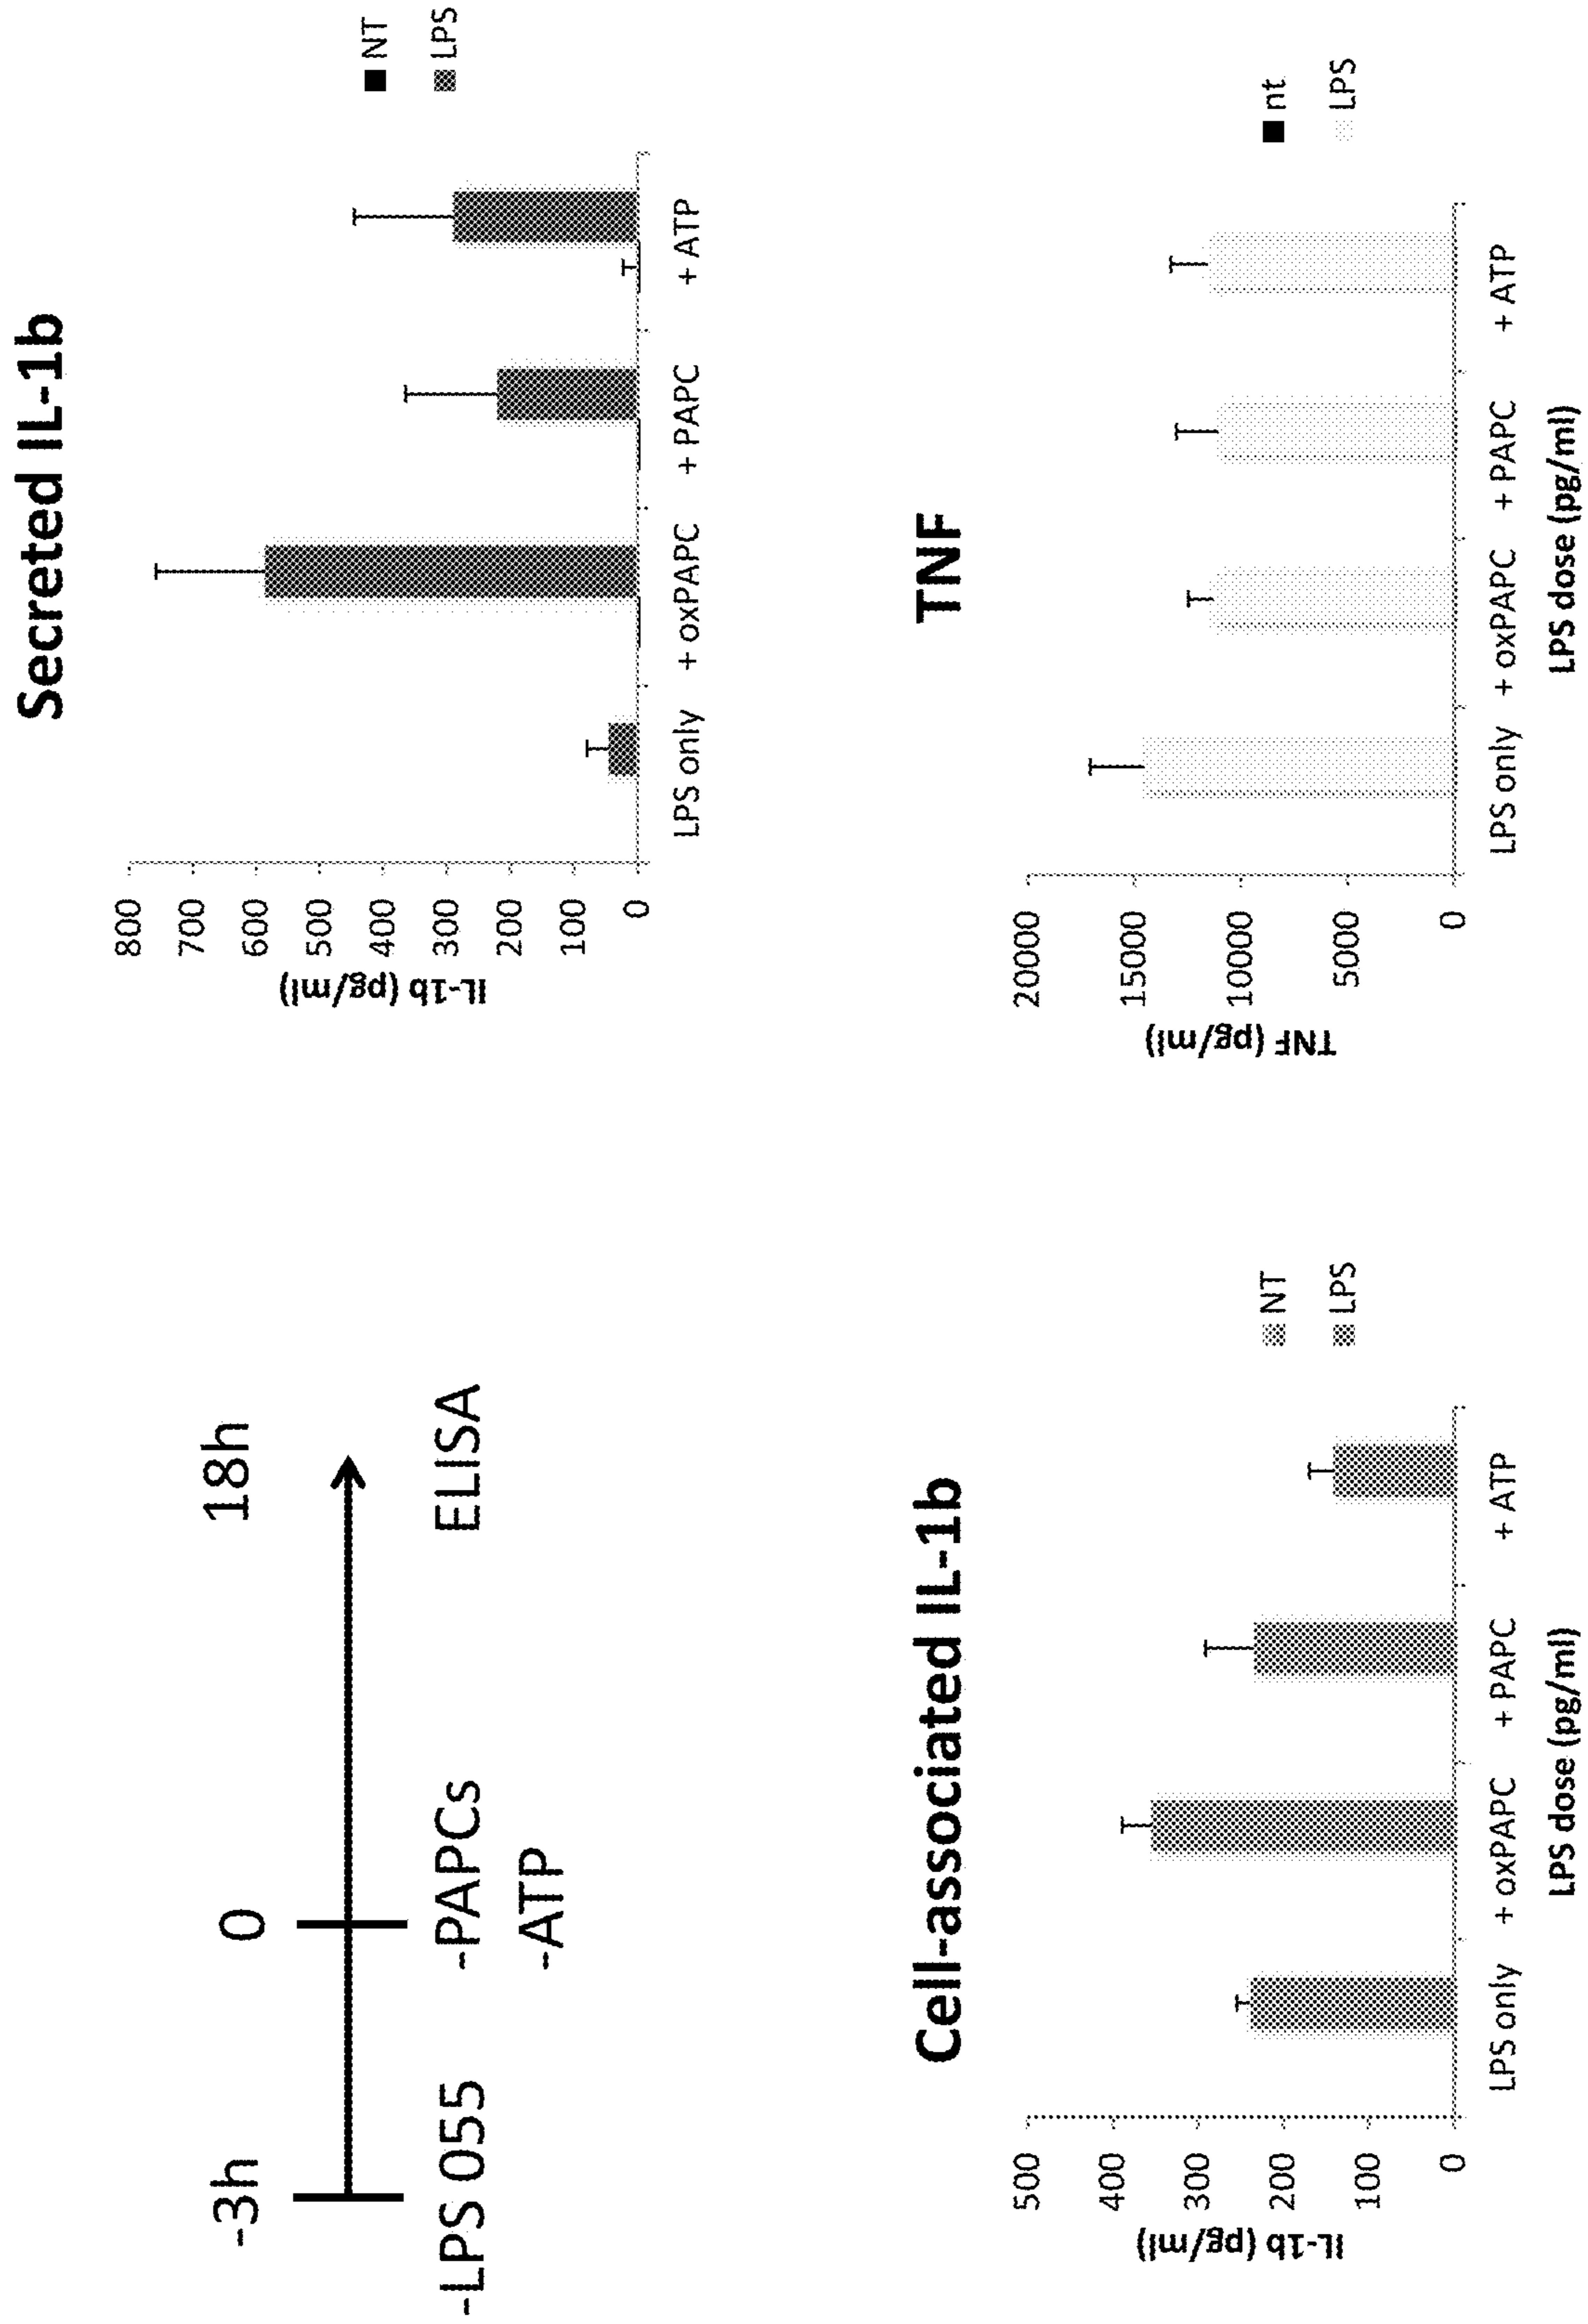 -3h 0 18h
-LPS 055 -PAPCs ELISA
-ATP
Secreted IL-1b
IL-1b (pg/ml)
800
700
600
500
400
300
200
100
0
LPS only + oxPAPC + PAPC + ATP
NT
LPS
Cell-associated IL-1b
IL-1b (pg/ml)
500
400
300
200
100
0
LPS only + oxPAPC + PAPC + ATP
LPS dose (pg/ml)
NT
LPS
TNF
TNF (pg/ml)
20000
15000
10000
5000
0
LPS only + oxPAPC + PAPC + ATP
LPS dose (pg/ml)
nt
LPS